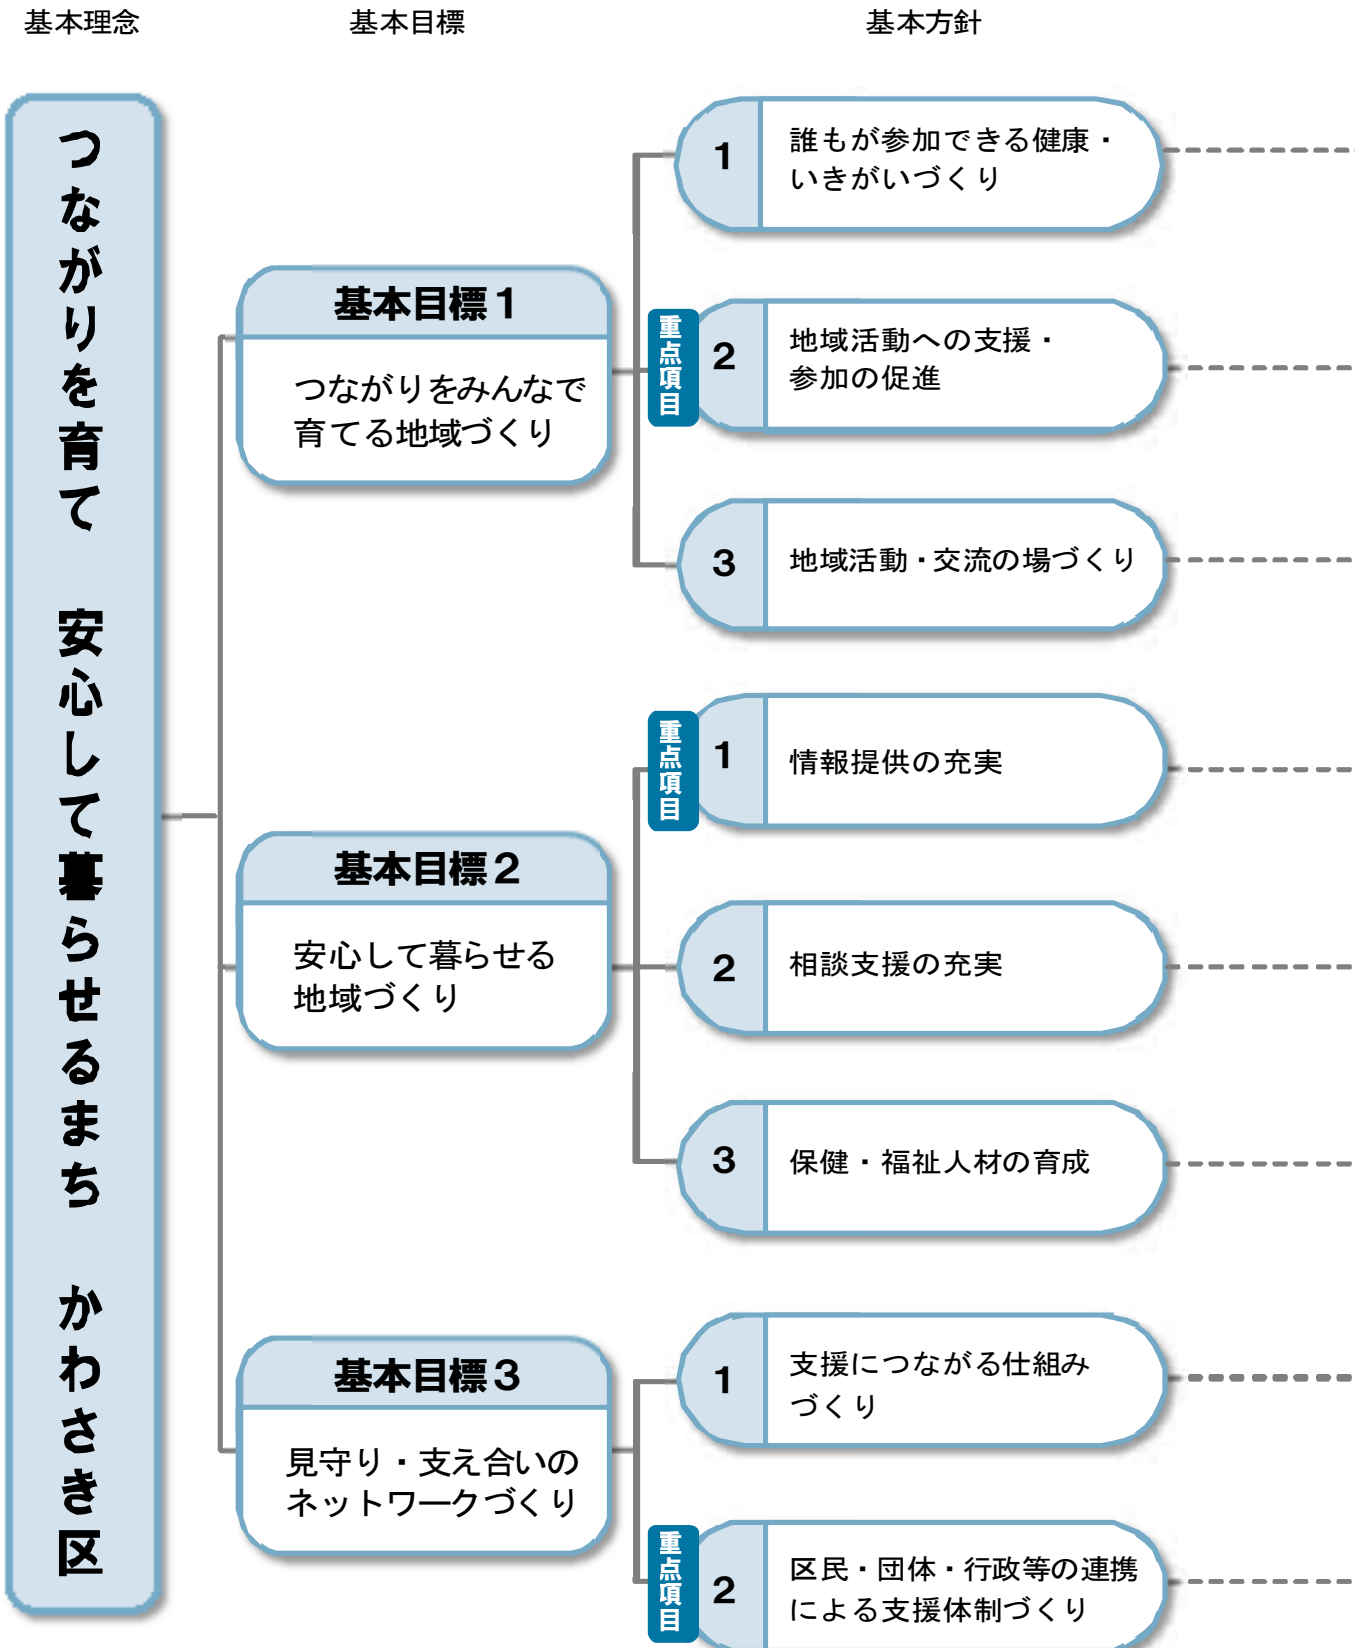 基本理念
基本目標
基本方針
つながりを育て 安心して暮らせるまち かわさき区
基本目標１
つながりをみんなで
育てる地域づくり
1
誰もが参加できる健康・
いきがいづくり
重点項目
2
地域活動への支援・
参加の促進
3
地域活動・交流の場づくり
基本目標２
安心して暮らせる
地域づくり
重点項目
1
情報提供の充実
2
相談支援の充実
3
保健・福祉人材の育成
基本目標３
見守り・支え合いの
ネットワークづくり
1
支援につながる仕組み
づくり
重点項目
2
区民・団体・行政等の連携
による支援体制づくり